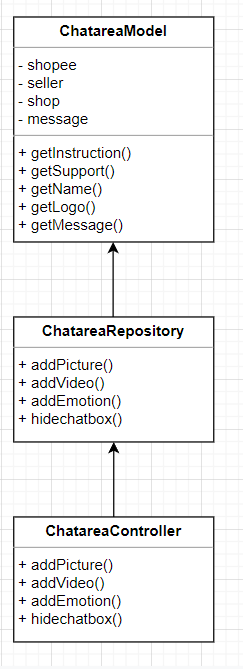 ChatareaModel
- shopee
- seller
- shop
- message
+ getInstruction()
+ getSupport()
+ getName()
+ getLogo()
+ getMessage()
ChatareaRepository
+ addPicture()
+ addVideo()
+ addEmotion()
+ hidechatbox()
ChatareaController
+ addPicture()
+ addVideo()
+ addEmotion()
+ hidechatbox()